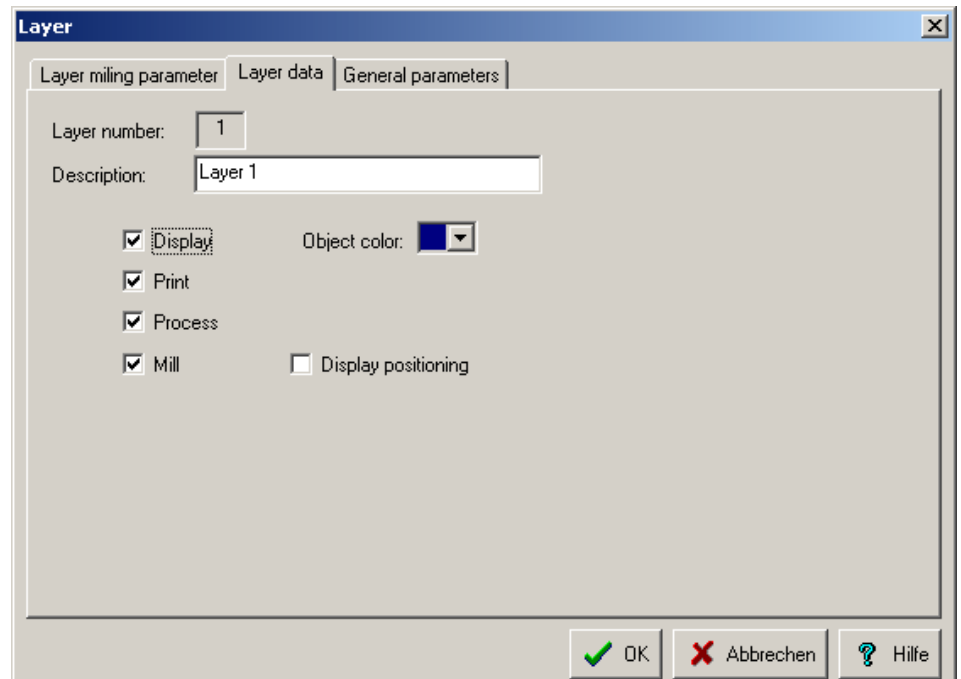 Layer
Layer miling parameter Layer data General parameters
Layer number: 1
Description: Layer 1
Display Object color:
Print
Process
Mill Display positioning
OK Abbrechen Hilfe